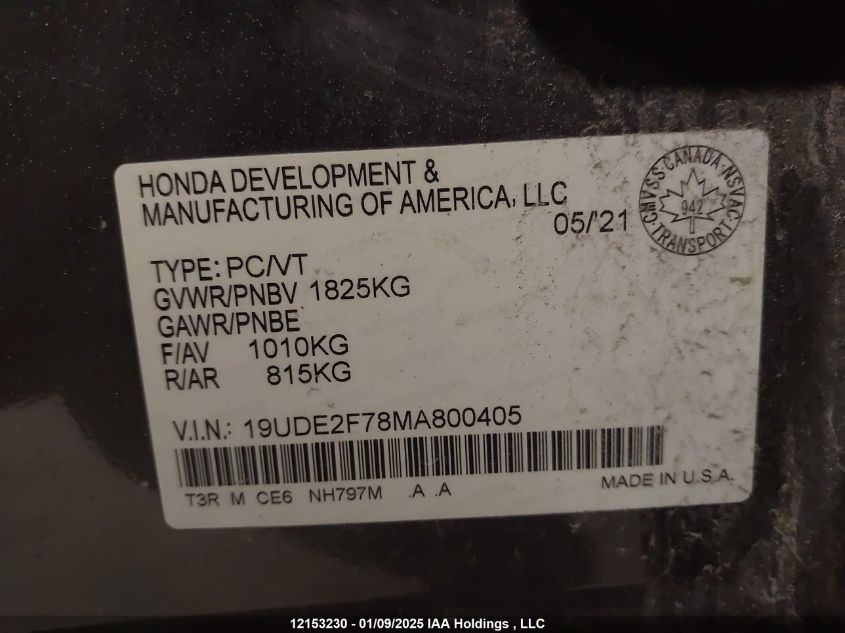 HONDA DEVELOPMENT &
MANUFACTURING OF AMERICA, LLC
05/'21
CMVSS CANADA NSVAC
942
TRANSPORT
TYPE: PC/VT
GVWR/PNBV 1825KG
GAWR/PNBE
F/AV 1010KG
R/AR 815KG
V.I.N.: 19UDE2F78MA800405
T3R M CE6 NH797M .A .A
MADE IN U.S.A.
12153230 - 01/09/2025 IAA Holdings , LLC